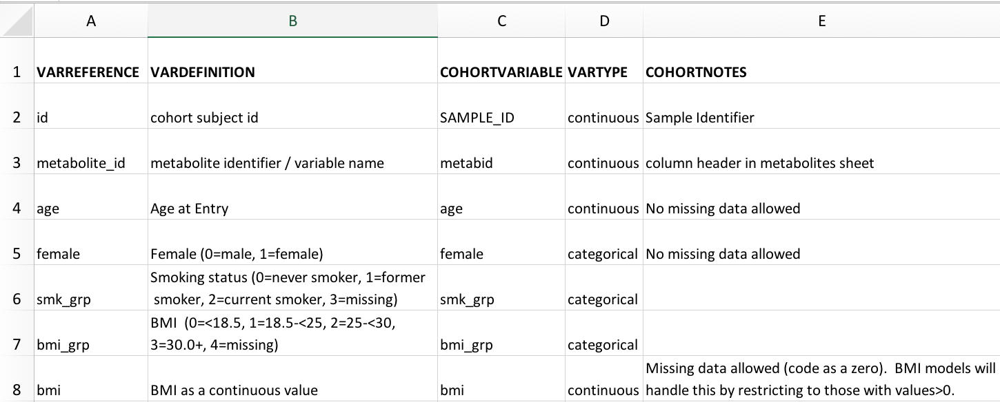 A B C D E
1 VARREFERENCE VARDEFINITION COHORTVARIABLE VARTYPE COHORTNOTES
2 id cohort subject id SAMPLE_ID continuous Sample Identifier
3 metabolite_id metabolite identifier / variable name metabid continuous column header in metabolites sheet
4 age Age at Entry age continuous No missing data allowed
5 female Female (0=male, 1=female) female categorical No missing data allowed
Smoking status (0=never smoker, 1=former
6 smk_grp smoker, 2=current smoker, 3=missing) smk_grp categorical
BMI  (0=<18.5, 1=18.5-<25, 2=25-<30,
7 bmi_grp 3=30.0+, 4=missing) bmi_grp categorical
Missing data allowed (code as a zero).  BMI models will
8 bmi BMI as a continuous value bmi continuous handle this by restricting to those with values>0.